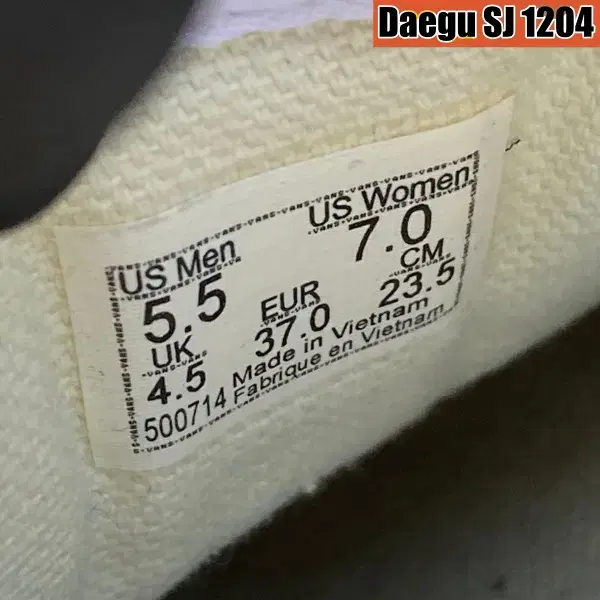 Daegu SJ 1204
US Men
5.5
US Women
7.0
UK
4.5
EUR
37.0
CM
23.5
500714
Made in Vietnam
Fabrique en Vietnam